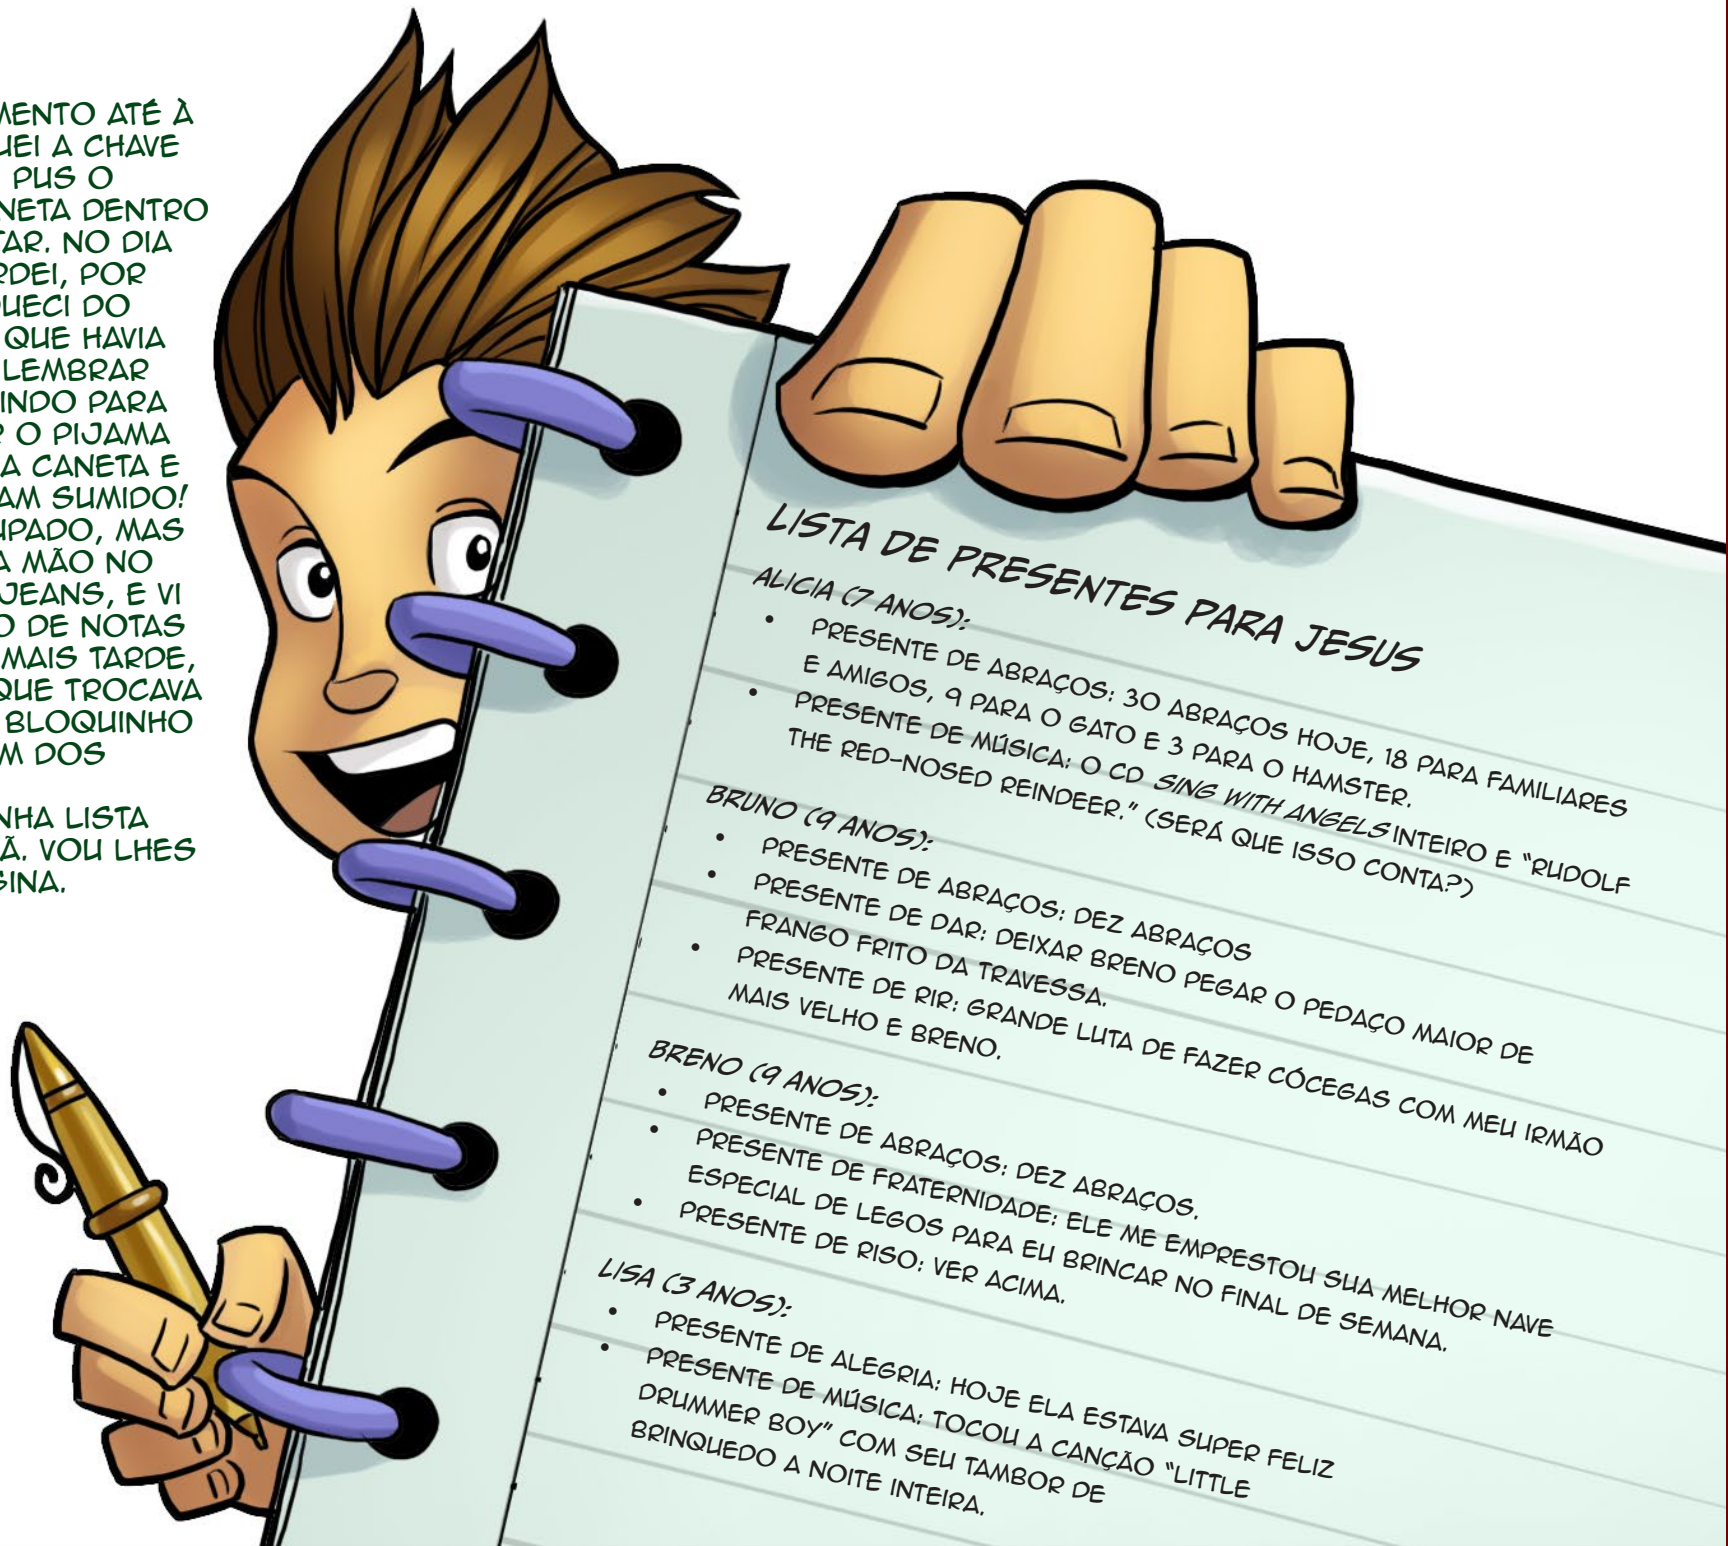 MENTO ATÉ À
UEI A CHAVE
PUS O
NETA DENTRO
TAR. NO DIA
RDEI, POR
QUECI DO
QUE HAVIA
LEMBRAR
INDO PARA
R O PIJAMA
A CANETA E
AM SUMIDO!
UPADO, MAS
A MÃO NO
JEANS, E VI
O DE NOTAS
MAIS TARDE,
QUE TROCAVA
BLOQUINHO
M DOS
NHA LISTA
Ã. VOU LHES
GINA.
LISTA DE PRESENTES PARA JESUS
ALICIA (7 ANOS):
• PRESENTE DE ABRAÇOS: 30 ABRAÇOS HOJE, 18 PARA FAMILIARES
E AMIGOS, 9 PARA O GATO E 3 PARA O HAMSTER.
• PRESENTE DE MÚSICA: O CD SING WITH ANGELS INTEIRO E “RUDOLF
THE RED-NOSED REINDEER.” (SERÁ QUE ISSO CONTA?)
BRUNO (9 ANOS):
• PRESENTE DE ABRAÇOS: DEZ ABRAÇOS
• PRESENTE DE DAR: DEIXAR BRENO PEGAR O PEDAÇO MAIOR DE
FRANGO FRITO DA TRAVESSA.
• PRESENTE DE RIR: GRANDE LUTA DE FAZER CÓCEGAS COM MEU IRMÃO
MAIS VELHO E BRENO.
BRENO (9 ANOS):
• PRESENTE DE ABRAÇOS: DEZ ABRAÇOS.
• PRESENTE DE FRATERNIDADE: ELE ME EMPRESTOU SUA MELHOR NAVE
ESPECIAL DE LEGOS PARA EU BRINCAR NO FINAL DE SEMANA.
• PRESENTE DE RISO: VER ACIMA.
LISA (3 ANOS):
• PRESENTE DE ALEGRIA: HOJE ELA ESTAVA SUPER FELIZ
• PRESENTE DE MÚSICA: TOCOU A CANÇÃO “LITTLE
DRUMMER BOY” COM SEU TAMBOR DE
BRINQUEDO A NOITE INTEIRA.